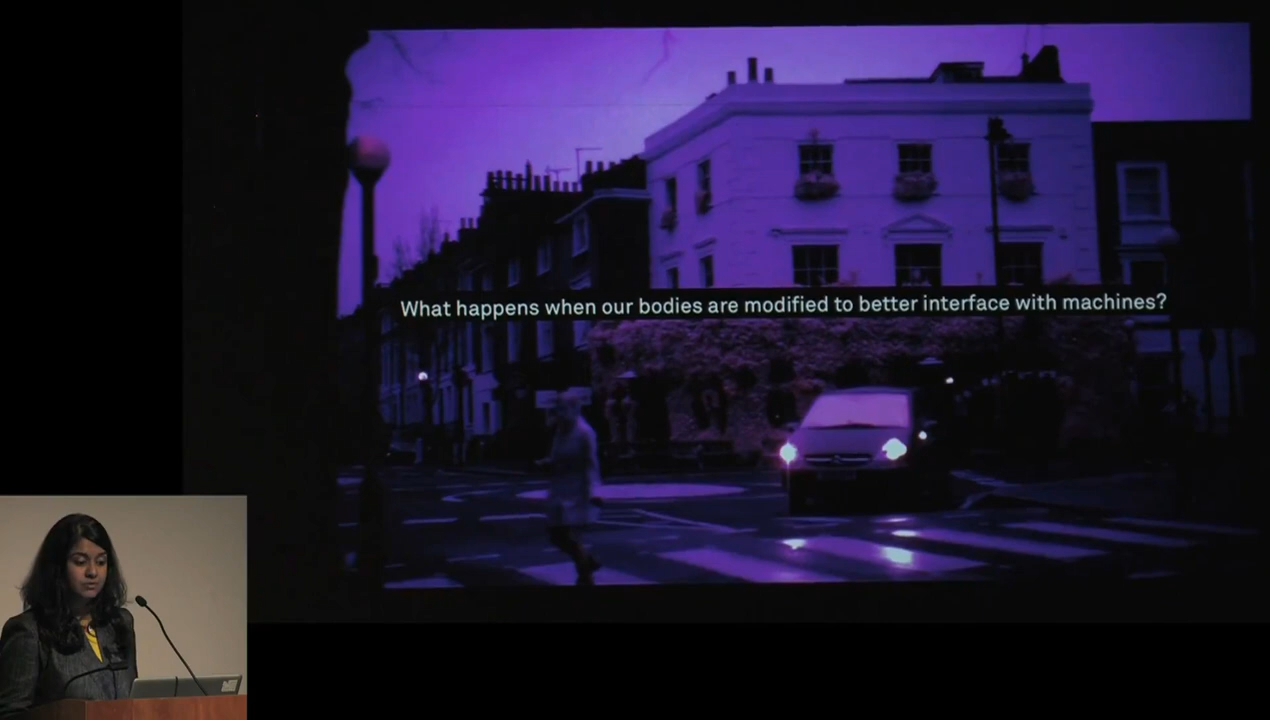 What happens when our bodies are modified to better interface with machines?